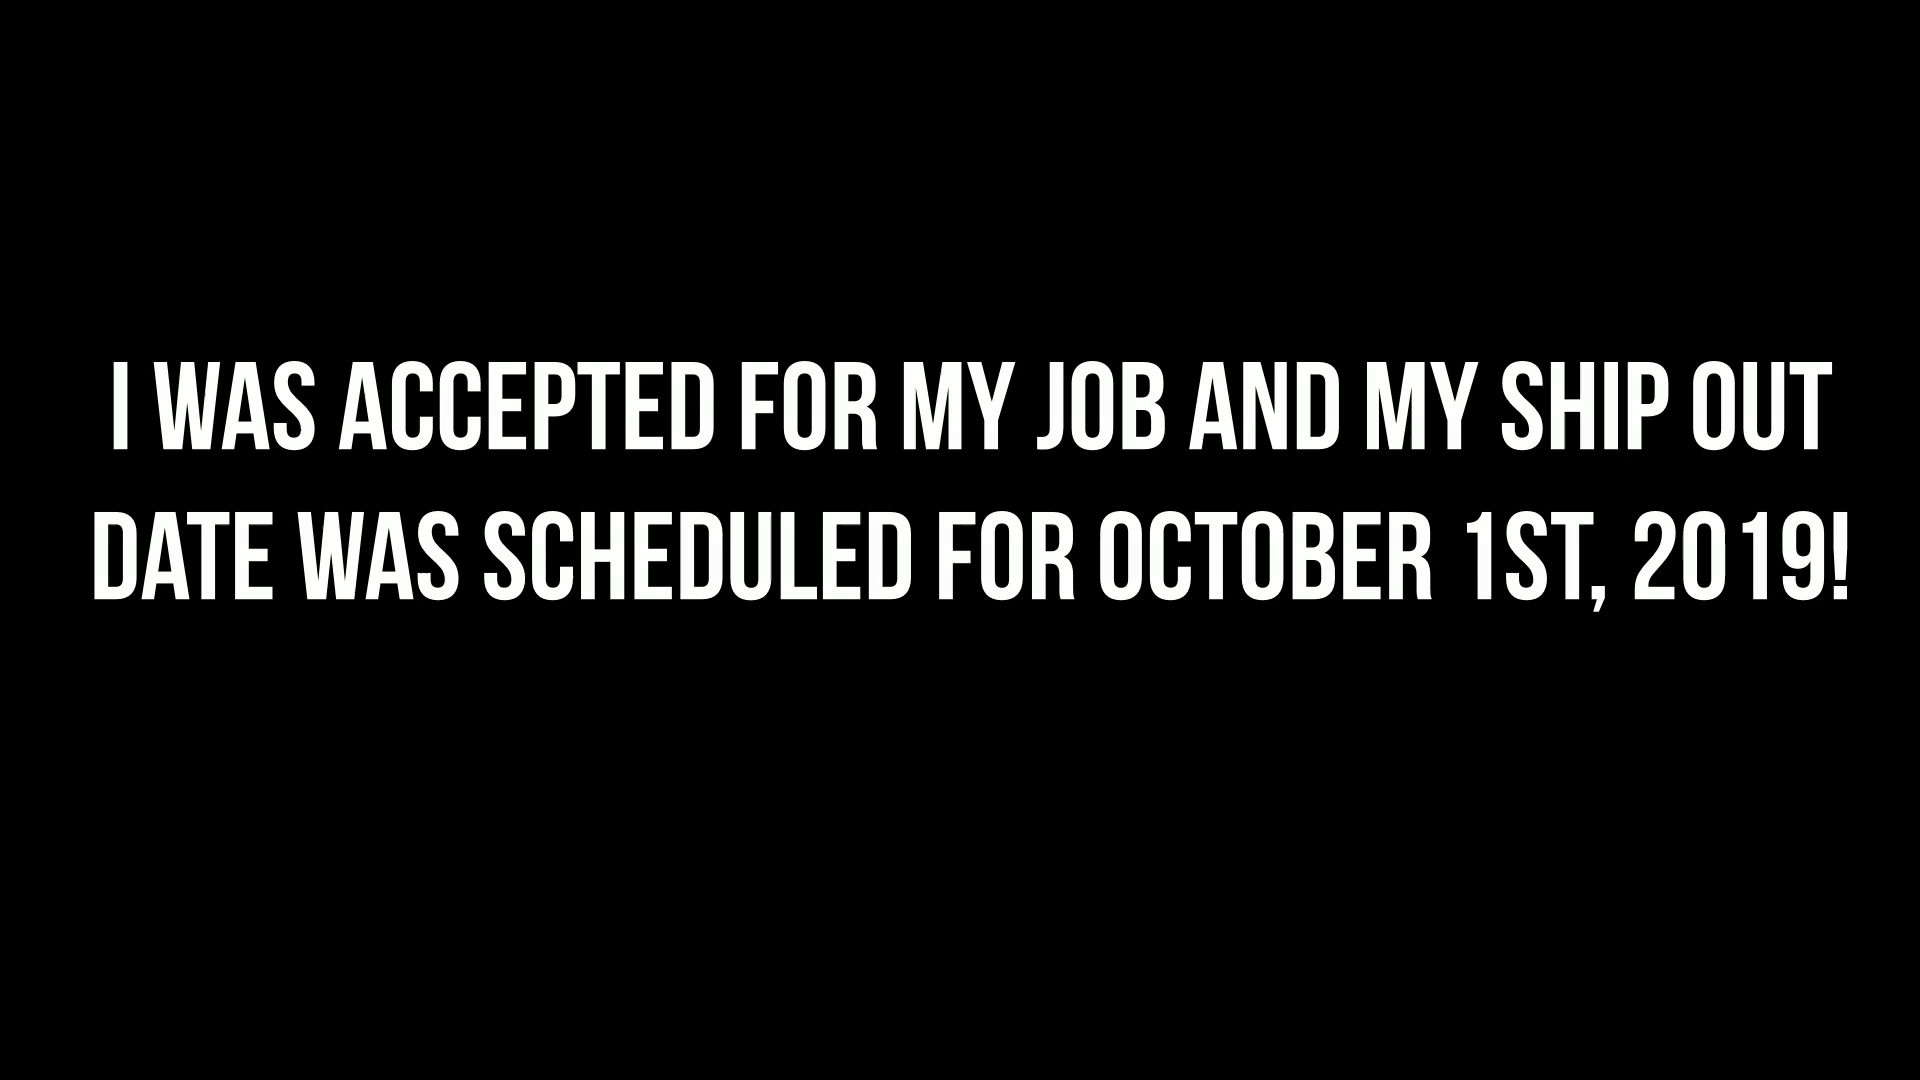 I WAS ACCEPTED FOR MY JOB AND MY SHIP OUT
DATE WAS SCHEDULED FOR OCTOBER 1ST, 2019!